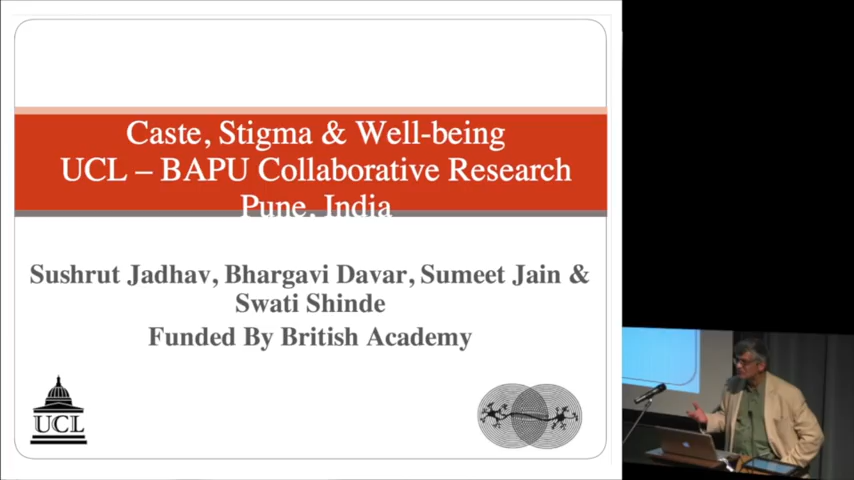 Caste, Stigma & Well-being
UCL – BAPU Collaborative Research
Pune, India
Sushrut Jadhav, Bhargavi Davar, Sumeet Jain &
Swati Shinde
Funded By British Academy
UCL